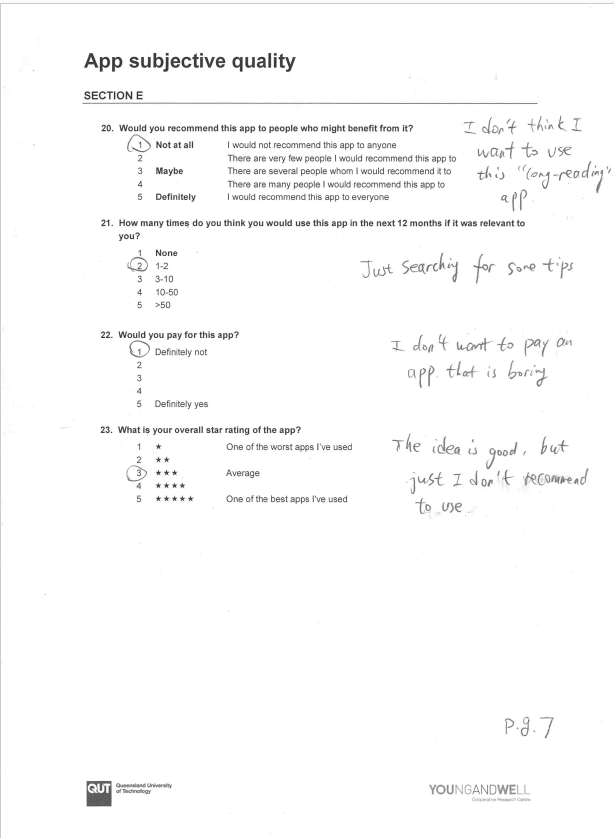 App subjective quality
SECTION E
20. Would you recommend this app to people who might benefit from it?
1 Not at all I would not recommend this app to anyone
2 There are very few people I would recommend this app to
3 Maybe There are several people whom I would recommend it to
4 There are many people I would recommend this app to
5 Definitely I would recommend this app to everyone
I don't think I
want to use
this "long-reading"
app
21. How many times do you think you would use this app in the next 12 months if it was relevant to
you?
1 None
2 1-2
3 3-10
4 10-50
5 >50
Just searching for some tips
22. Would you pay for this app?
1 Definitely not
2
3
4
5 Definitely yes
I don't want to pay an
app. that is boring
23. What is your overall star rating of the app?
1 ★ One of the worst apps I've used
2 ★★
3 ★★★ Average
4 ★★★★
5 ★★★★★ One of the best apps I've used
The idea is good, but
just I don't recommend
to use
P.g.7
QUT Queensland University
of Technology
YOUNGANDWELL
Cooperative Research Centre